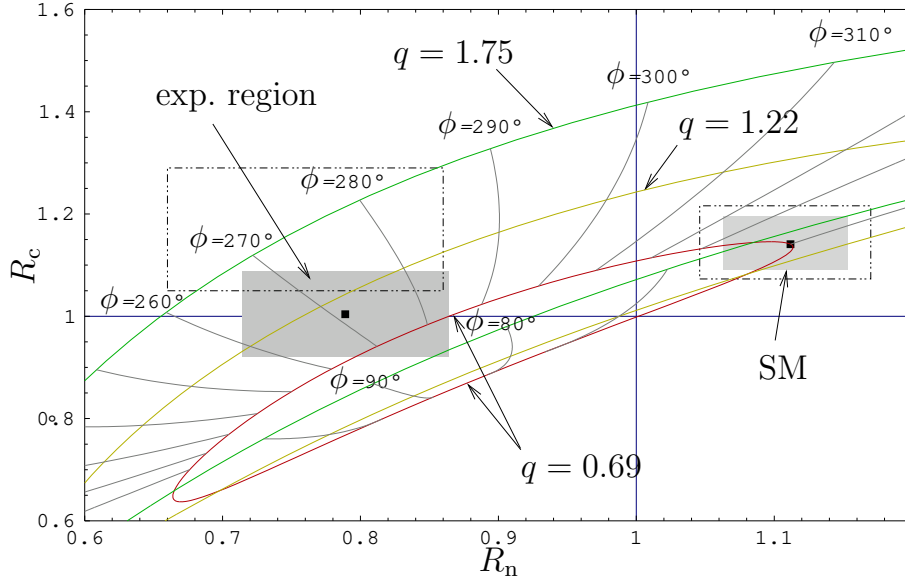 1.6
ϕ=310°
q = 1.75
ϕ=300°
exp. region
ϕ=290°
q = 1.22
1.4
ϕ=280°
1.2
ϕ=270°
R_c
ϕ=260°
1
ϕ=80°
SM
ϕ=90°
0.8
q = 0.69
0.6
0.6
0.7
0.8
0.9
1
1.1
R_n